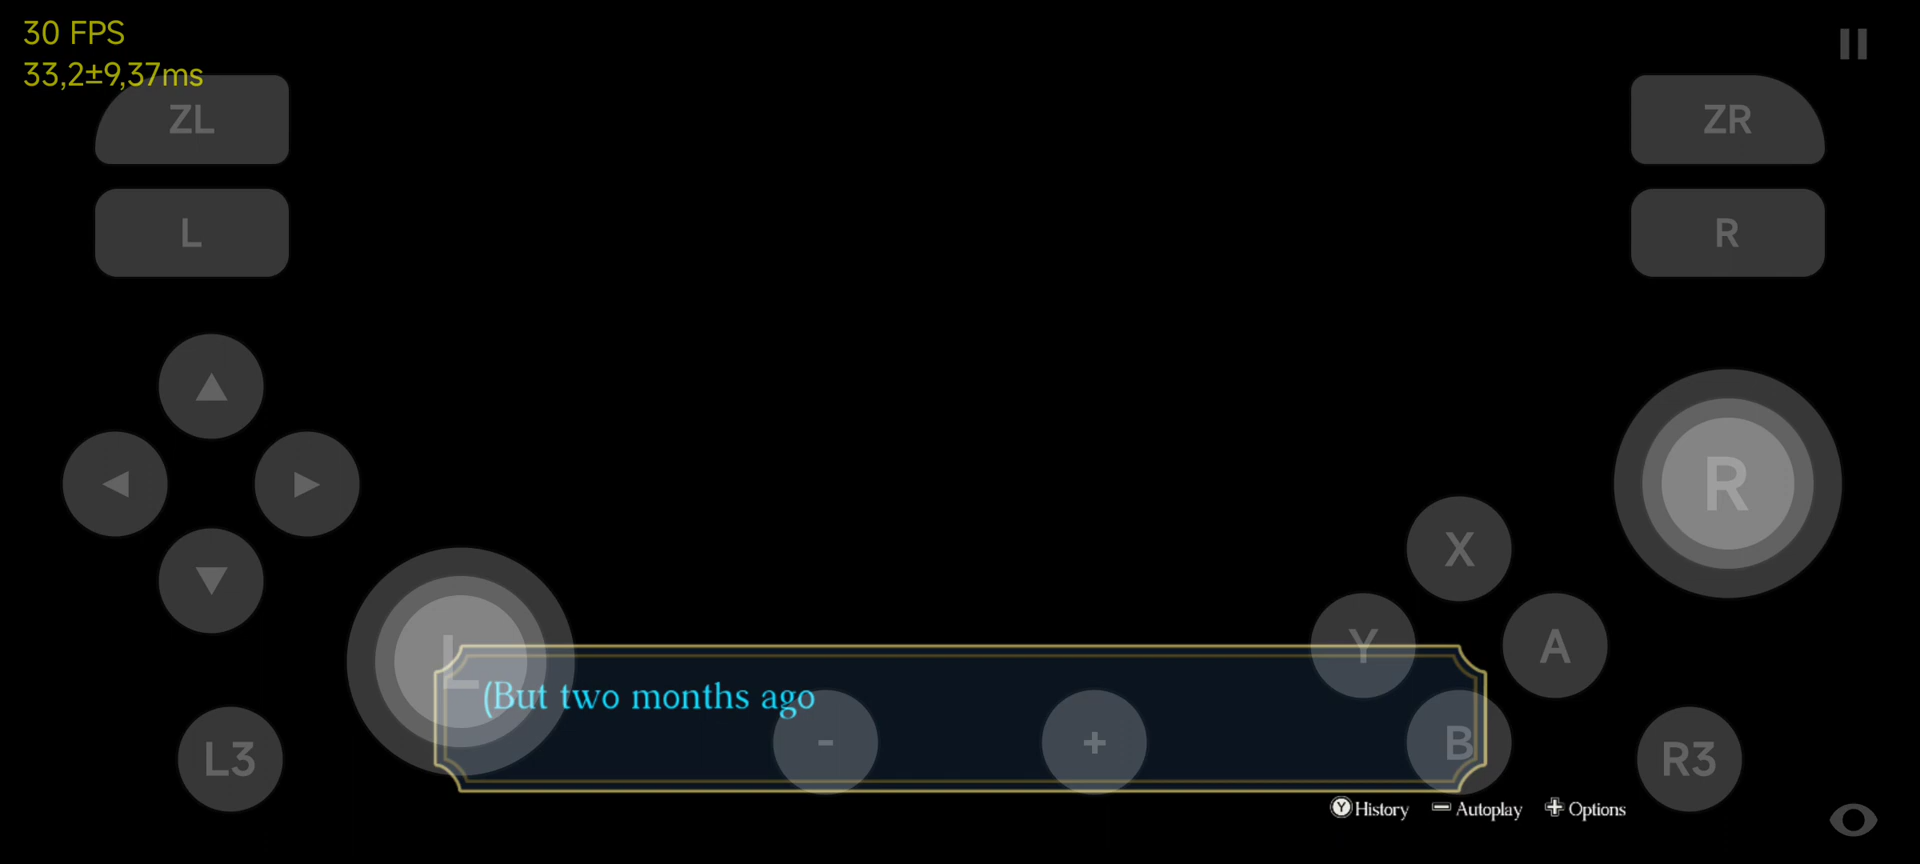 30 FPS
33,2±9,37ms
ZL
ZR
L
R
R
X
L
Y
A
(But two months ago
-
+
B
L3
R3
Y History - Autoplay + Options